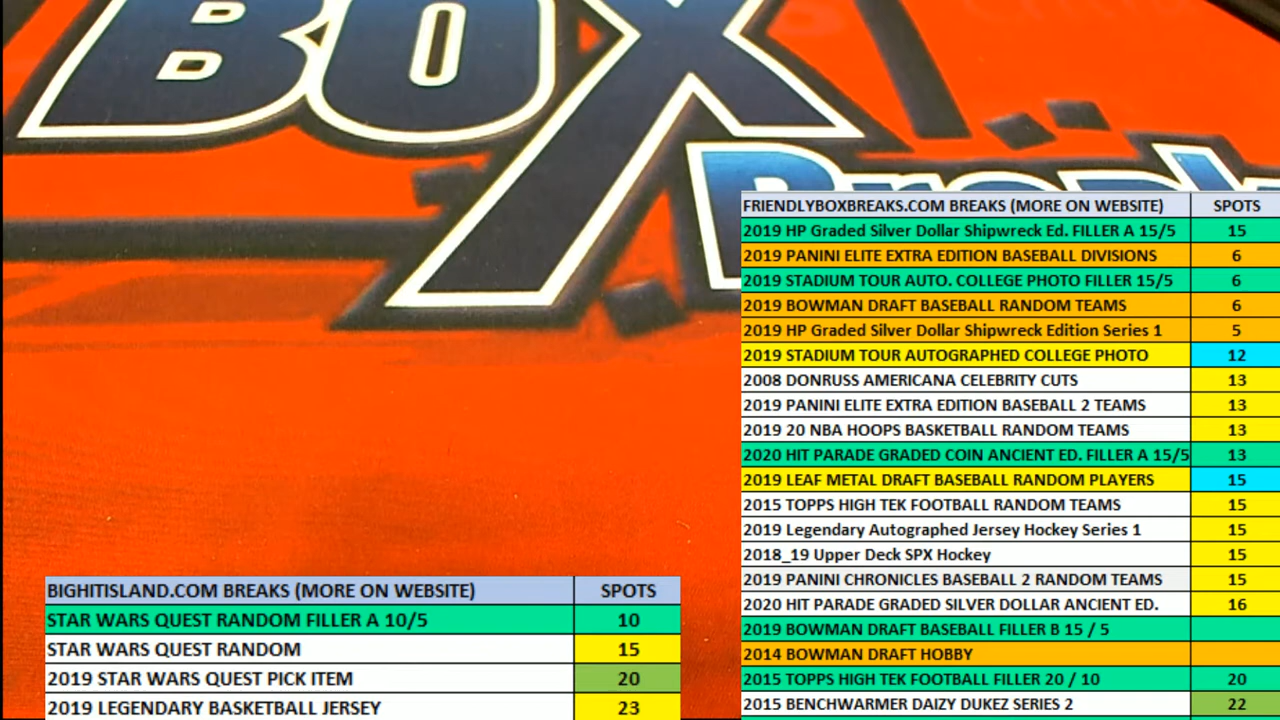 BOX
FRIENDLYBOXBREAKS.COM BREAKS (MORE ON WEBSITE) SPOTS
2019 HP Graded Silver Dollar Shipwreck Ed. FILLER A 15/5 15
2019 PANINI ELITE EXTRA EDITION BASEBALL DIVISIONS 6
2019 STADIUM TOUR AUTO. COLLEGE PHOTO FILLER 15/5 6
2019 BOWMAN DRAFT BASEBALL RANDOM TEAMS 6
2019 HP Graded Silver Dollar Shipwreck Edition Series 1 5
2019 STADIUM TOUR AUTOGRAPHED COLLEGE PHOTO 12
2008 DONRUSS AMERICANA CELEBRITY CUTS 13
2019 PANINI ELITE EXTRA EDITION BASEBALL 2 TEAMS 13
2019 20 NBA HOOPS BASKETBALL RANDOM TEAMS 13
2020 HIT PARADE GRADED COIN ANCIENT ED. FILLER A 15/5 13
2019 LEAF METAL DRAFT BASEBALL RANDOM PLAYERS 15
2015 TOPPS HIGH TEK FOOTBALL RANDOM TEAMS 15
2019 Legendary Autographed Jersey Hockey Series 1 15
2018_19 Upper Deck SPX Hockey 15
2019 PANINI CHRONICLES BASEBALL 2 RANDOM TEAMS 15
2020 HIT PARADE GRADED SILVER DOLLAR ANCIENT ED. 16
2019 BOWMAN DRAFT BASEBALL FILLER B 15 / 5
2014 BOWMAN DRAFT HOBBY
2015 TOPPS HIGH TEK FOOTBALL FILLER 20 / 10 20
2015 BENCHWARMER DAIZY DUKEZ SERIES 2 22
BIGHITISLAND.COM BREAKS (MORE ON WEBSITE) SPOTS
STAR WARS QUEST RANDOM FILLER A 10/5 10
STAR WARS QUEST RANDOM 15
2019 STAR WARS QUEST PICK ITEM 20
2019 LEGENDARY BASKETBALL JERSEY 23